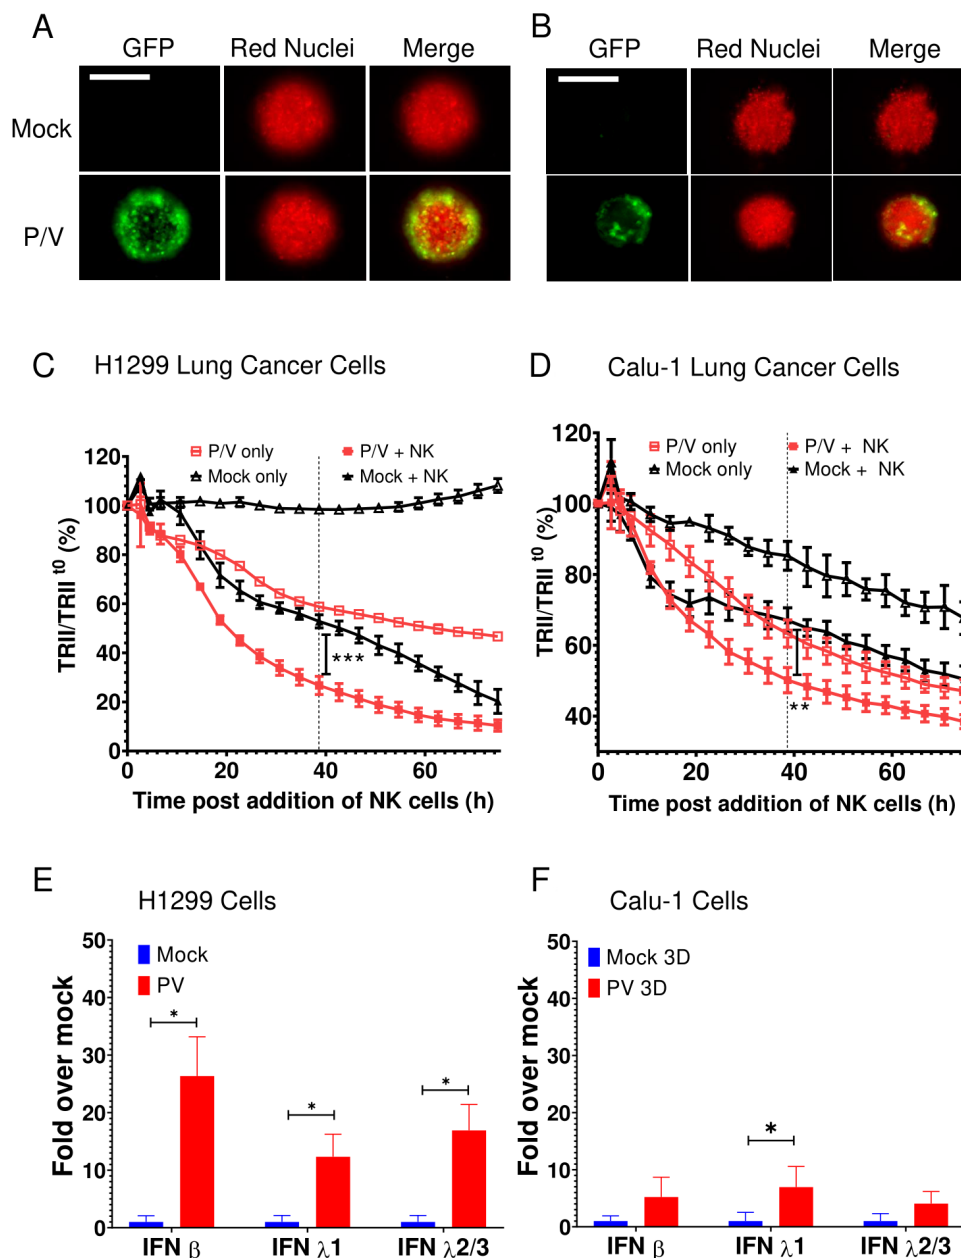 A
GFP Red Nuclei Merge
Mock
P/V
B
GFP Red Nuclei Merge
C H1299 Lung Cancer Cells
P/V only P/V + NK
Mock only Mock + NK
TRII/TRII t0 (%)
120
100
80
60
40
20
0
***
0 20 40 60
Time post addition of NK cells (h)
D Calu-1 Lung Cancer Cells
P/V only P/V + NK
Mock only Mock + NK
TRII/TRII t0 (%)
120
100
80
60
40
**
0 20 40 60
Time post addition of NK cells (h)
E H1299 Cells
Mock
PV
Fold over mock
50
40
30
20
10
0
* * *
IFN β IFN λ1 IFN λ2/3
F Calu-1 Cells
Mock 3D
PV 3D
Fold over mock
50
40
30
20
10
0
*
IFN β IFN λ1 IFN λ2/3